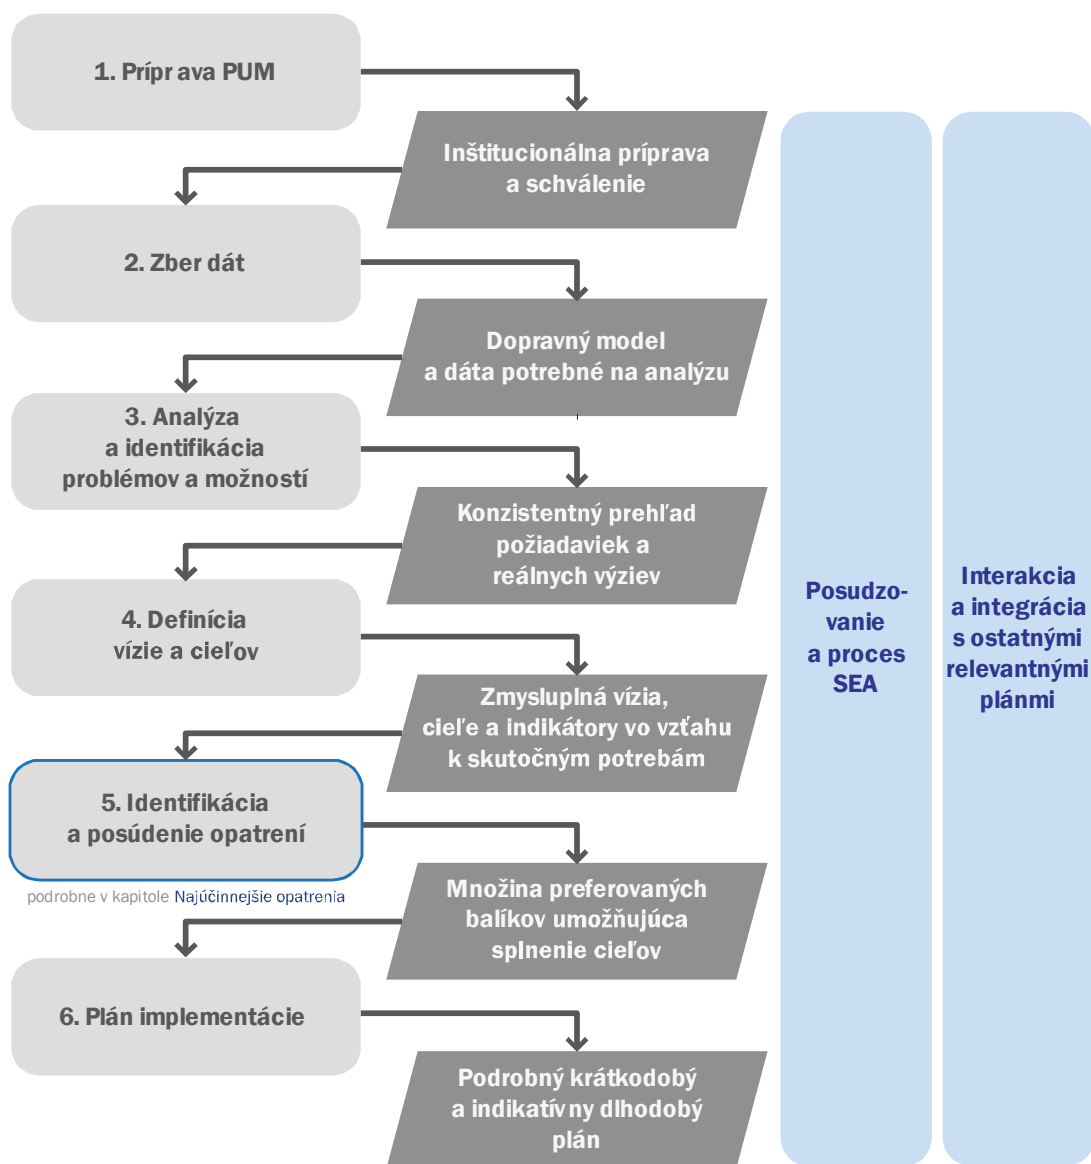 1. Prípr ava PUM
Inštitucionálna príprava
a schválenie
2. Zber dát
Dopravný model
a dáta potrebné na analýzu
3. Analýza
a identifikácia
problémov a možností
Konzistentný prehľad
požiadaviek a
reálnych výziev
4. Definícia
vízie a cieľov
Zmysluplná vízia,
cieľe a indikátory vo vzťahu
k skutočným potrebám
5. Identifikácia
a posúdenie opatrení
podrobne v kapitole Najúčinnejšie opatrenia
Množina preferovaných
balíkov umožňujúca
splnenie cieľov
6. Plán implementácie
Podrobný krátkodobý
a indikatívny dlhodobý
plán
Posudzo-
vanie
a proces
SEA
Interakcia
a integrácia
s ostatnými
relevantnými
plánmi